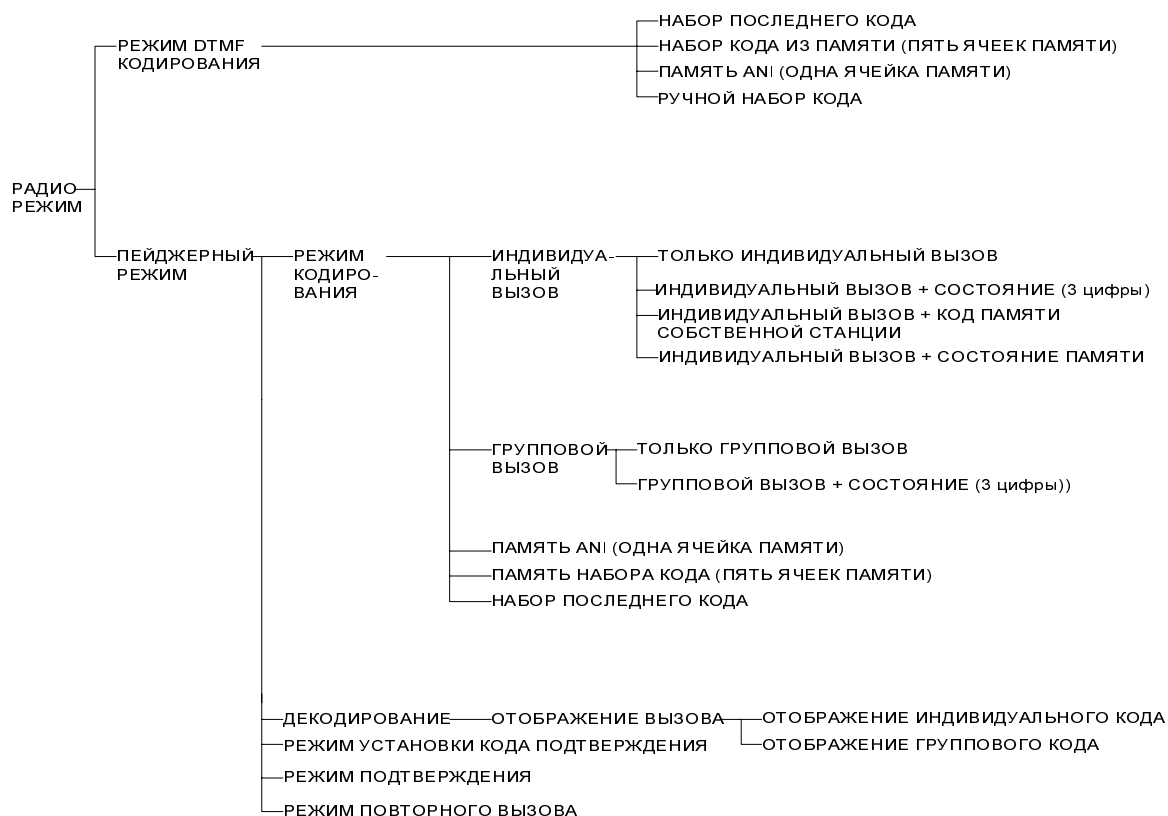 НАБОР ПОСЛЕДНЕГО КОДА
РЕЖИМ DTMF
КОДИРОВАНИЯ
НАБОР КОДА ИЗ ПАМЯТИ (ПЯТЬ ЯЧЕЕК ПАМЯТИ)
ПАМЯТЬ ANI (ОДНА ЯЧЕЙКА ПАМЯТИ)
РУЧНОЙ НАБОР КОДА
РАДИО
РЕЖИМ
ПЕЙДЖЕРНЫЙ
РЕЖИМ
РЕЖИМ
КОДИРО-
ВАНИЯ
ИНДИВИДУА-
ЛЬНЫЙ
ВЫЗОВ
ТОЛЬКО ИНДИВИДУАЛЬНЫЙ ВЫЗОВ
ИНДИВИДУАЛЬНЫЙ ВЫЗОВ + СОСТОЯНИЕ (3 цифры)
ИНДИВИДУАЛЬНЫЙ ВЫЗОВ + КОД ПАМЯТИ
СОБСТВЕННОЙ СТАНЦИИ
ИНДИВИДУАЛЬНЫЙ ВЫЗОВ + СОСТОЯНИЕ ПАМЯТИ
ГРУППОВОЙ
ВЫЗОВ
ТОЛЬКО ГРУППОВОЙ ВЫЗОВ
ГРУППОВОЙ ВЫЗОВ + СОСТОЯНИЕ (3 цифры))
ПАМЯТЬ ANI (ОДНА ЯЧЕЙКА ПАМЯТИ)
ПАМЯТЬ НАБОРА КОДА (ПЯТЬ ЯЧЕЕК ПАМЯТИ)
НАБОР ПОСЛЕДНЕГО КОДА
ДЕКОДИРОВАНИЕ
ОТОБРАЖЕНИЕ ВЫЗОВА
ОТОБРАЖЕНИЕ ИНДИВИДУАЛЬНОГО КОДА
РЕЖИМ УСТАНОВКИ КОДА ПОДТВЕРЖДЕНИЯ
ОТОБРАЖЕНИЕ ГРУППОВОГО КОДА
РЕЖИМ ПОДТВЕРЖДЕНИЯ
РЕЖИМ ПОВТОРНОГО ВЫЗОВА